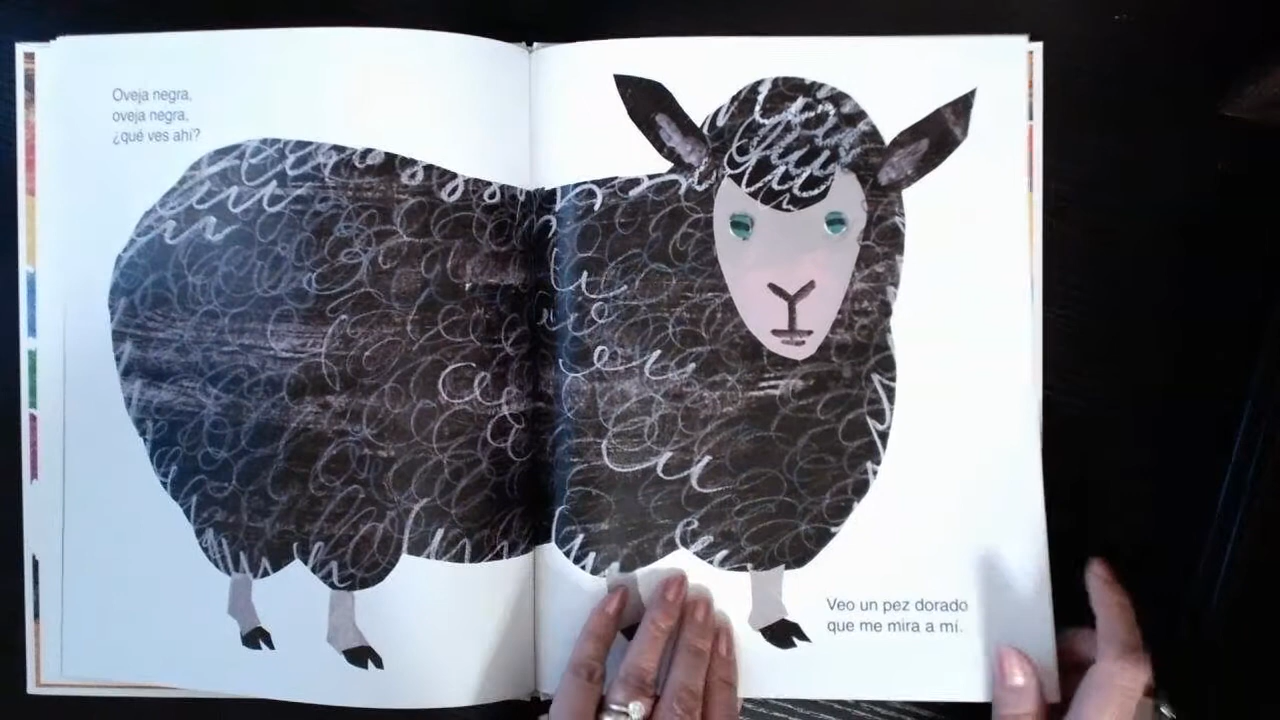 Oveja negra,
oveja negra,
¿qué ves ahí?
Veo un pez dorado
que me mira a mí.